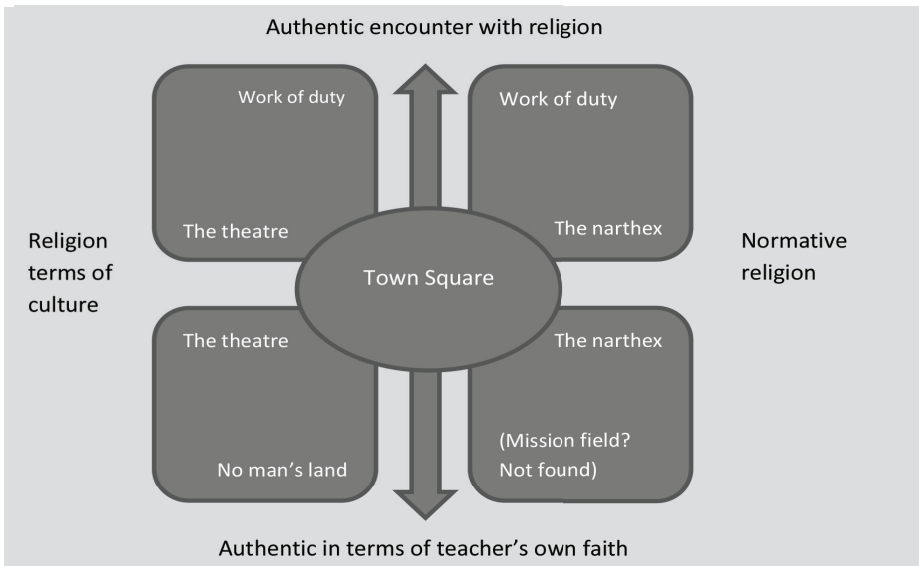 Authentic encounter with religion
Work of duty
Work of duty
The theatre
The narthex
Religion
terms of
culture
Town Square
Normative
religion
The theatre
The narthex
(Mission field?
Not found)
No man’s land
Authentic in terms of teacher’s own faith